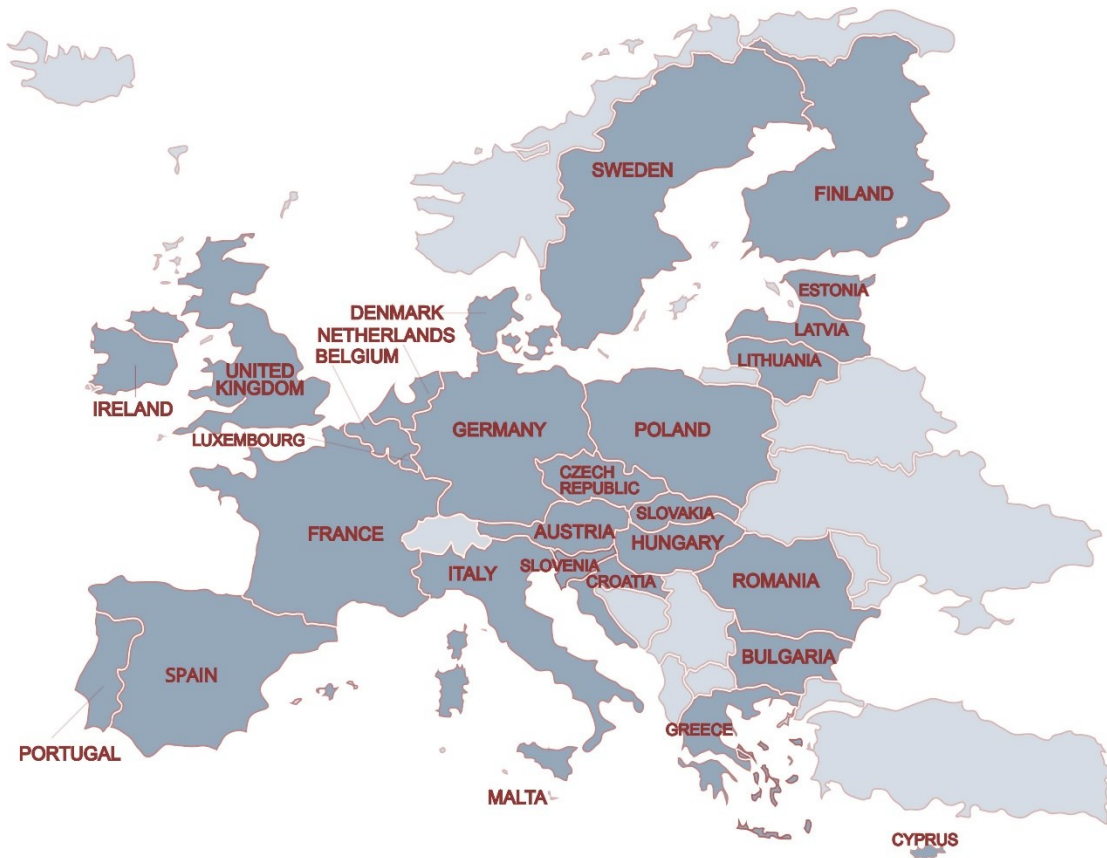 SWEDEN
FINLAND
ESTONIA
DENMARK
NETHERLANDS
LATVIA
BELGIUM
LITHUANIA
UNITED
KINGDOM
IRELAND
LUXEMBOURG
GERMANY
POLAND
CZECH
REPUBLIC
SLOVAKIA
FRANCE
AUSTRIA
HUNGARY
SLOVENIA
ITALY
CROATIA
ROMANIA
BULGARIA
SPAIN
GREECE
PORTUGAL
MALTA
CYPRUS